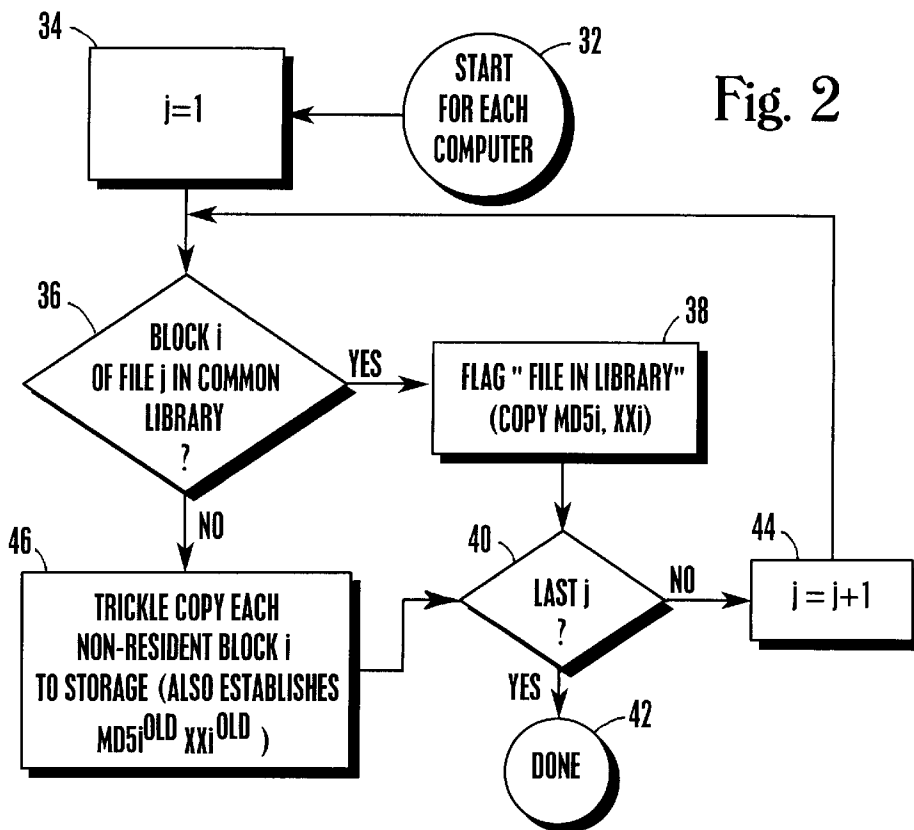 34
j=1
32
START
FOR EACH
COMPUTER
Fig. 2
36
BLOCK i
OF FILE j IN COMMON
LIBRARY
?
YES
38
FLAG " FILE IN LIBRARY"
(COPY MD5i, XXi)
NO
46
TRICKLE COPY EACH
NON-RESIDENT BLOCK i
TO STORAGE (ALSO ESTABLISHES
MD5i^OLD XXi^OLD )
40
LAST j
?
NO
44
j = j+1
YES
42
DONE